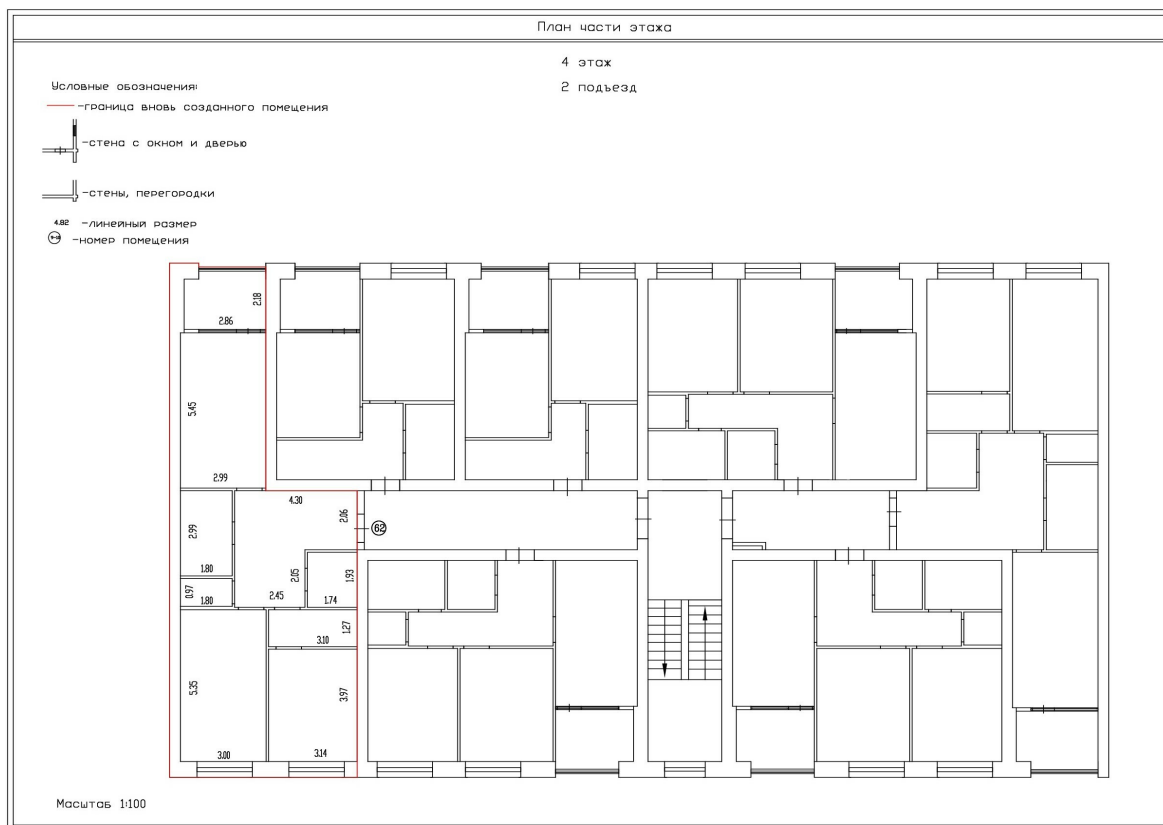 План части этажа
4 этаж
2 подъезд
Условные обозначения:
-граница вновь созданного помещения
-стена с окном и дверью
-стены, перегородки
4.82 -линейный размер
-номер помещения
2.18
2.86
5.45
2.99
4.30
2.06
62
2.99
1.80
2.05
1.93
0.97
1.80
2.45
1.74
1.27
3.10
5.35
3.97
3.00
3.14
Масштаб 1:100